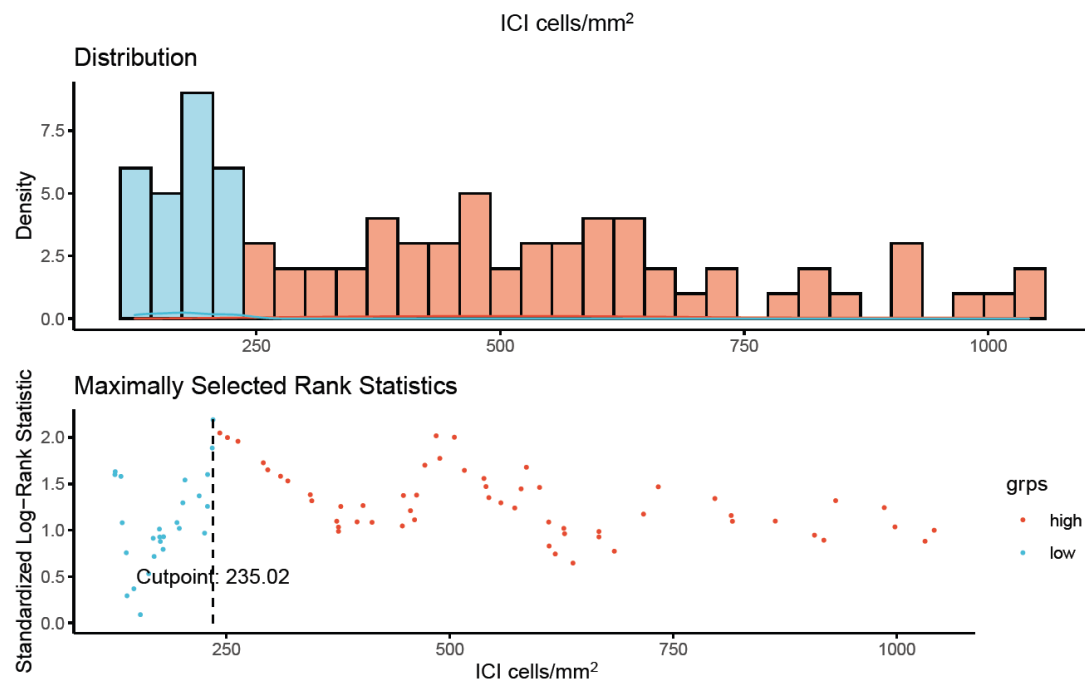 ICI cells/mm²
Distribution
Density
7.5
5.0
2.5
0.0
250 500 750 1000
Maximally Selected Rank Statistics
Standardized Log−Rank Statistic
2.0
1.5
1.0
0.5
0.0
Cutpoint: 235.02
250 500 750 1000
ICI cells/mm²
grps
high
low